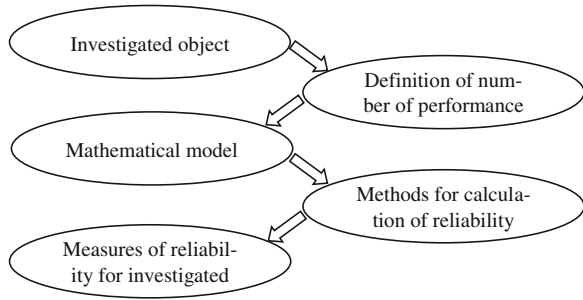 Investigated object
Definition of num-
ber of performance
Mathematical model
Methods for calcula-
tion of reliability
Measures of reliabil-
ity for investigated